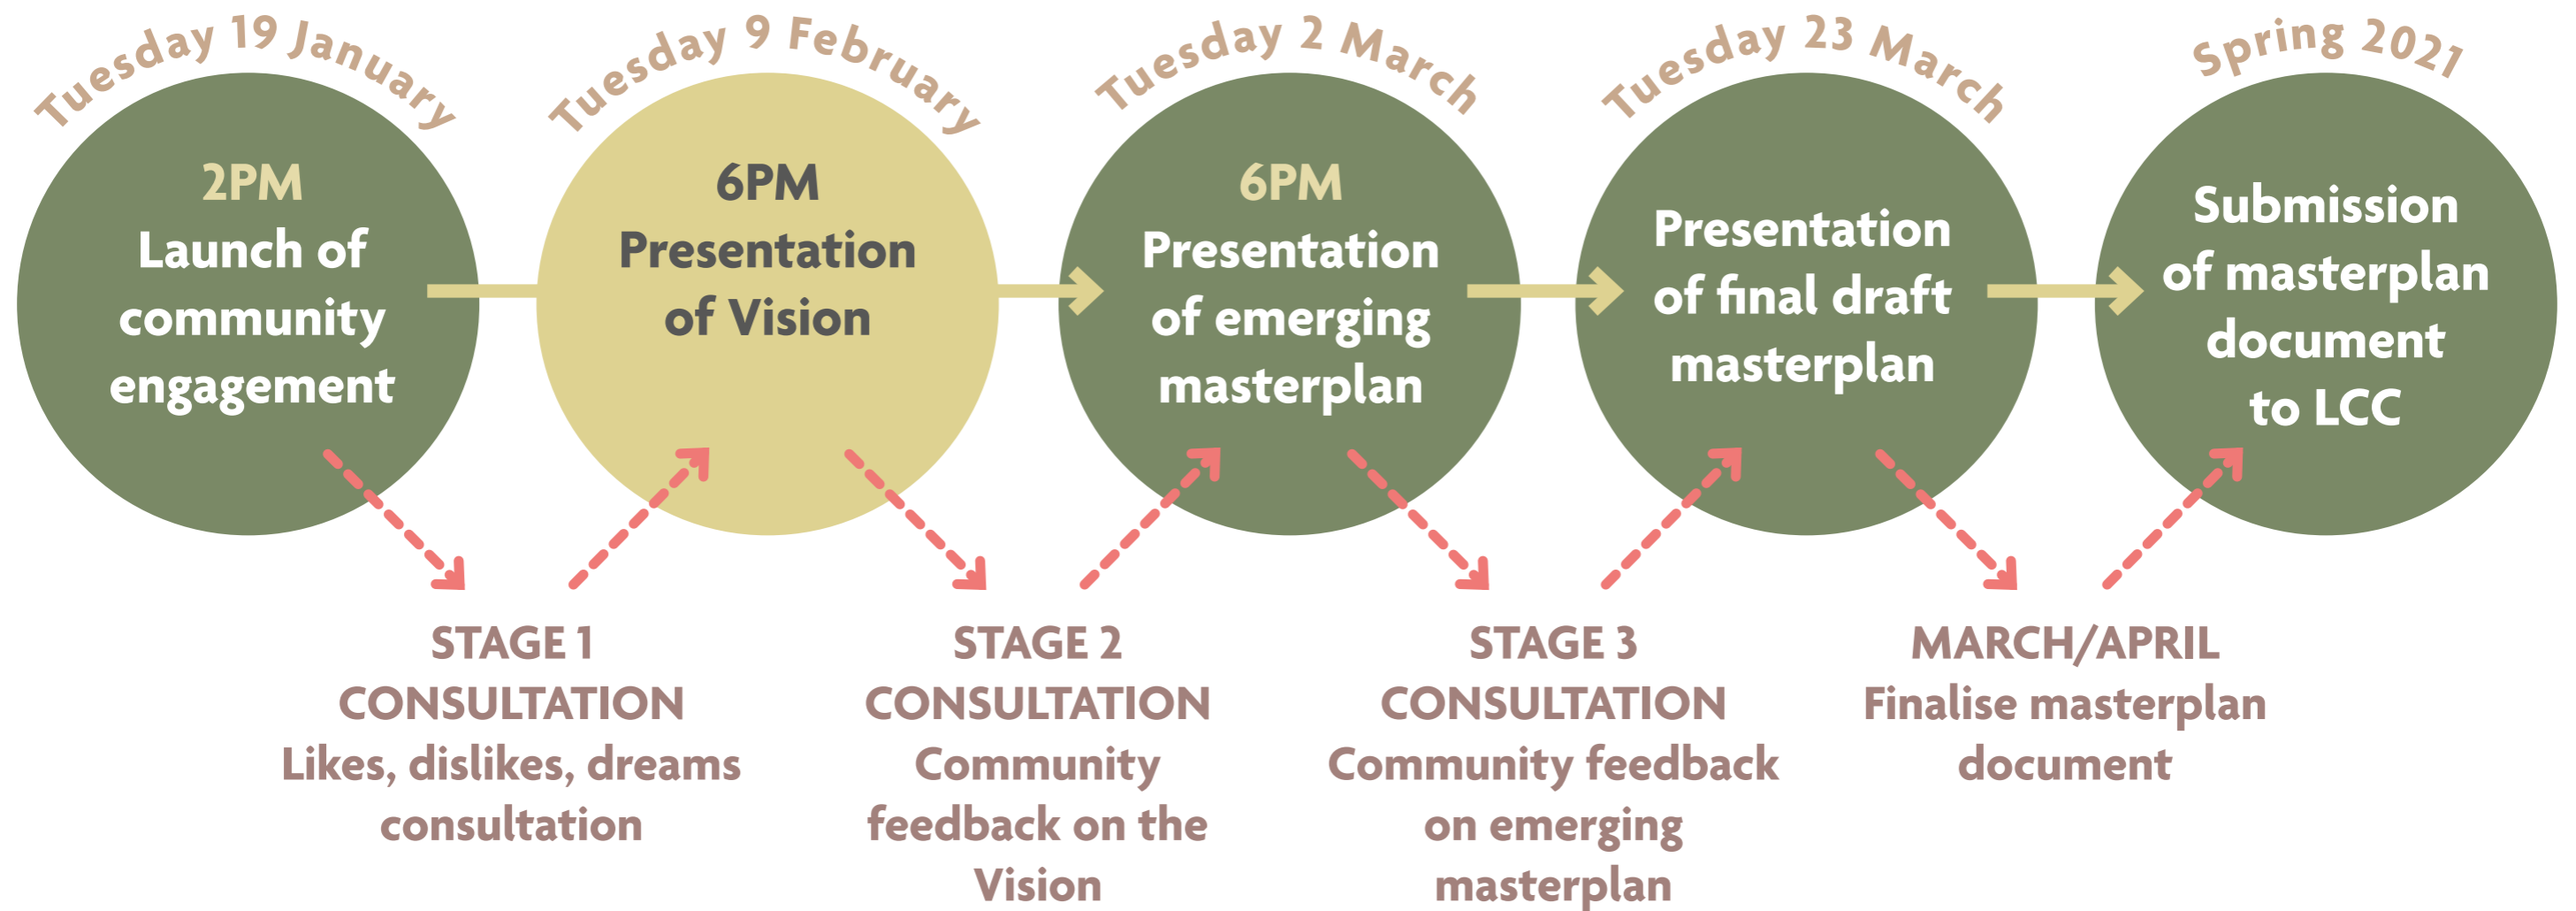 Tuesday 19 January
2PM
Launch of
community
engagement
Tuesday 9 February
6PM
Presentation
of Vision
Tuesday 2 March
6PM
Presentation
of emerging
masterplan
Tuesday 23 March
Presentation
of final draft
masterplan
Spring 2021
Submission
of masterplan
document
to LCC
STAGE 1
CONSULTATION
Likes, dislikes, dreams
consultation
STAGE 2
CONSULTATION
Community
feedback on the
Vision
STAGE 3
CONSULTATION
Community feedback
on emerging
masterplan
MARCH/APRIL
Finalise masterplan
document